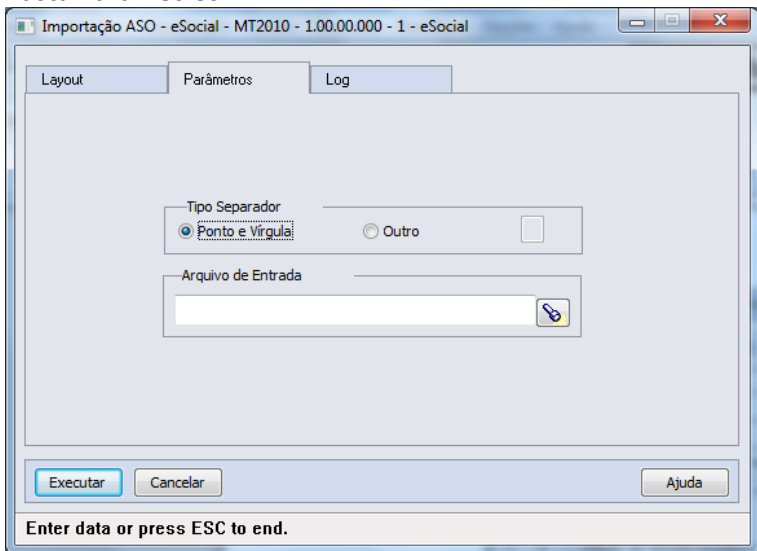 Importação ASO - eSocial - MT2010 - 1.00.00.000 - 1 - eSocial
Layout Parâmetros Log
Tipo Separador
Ponto e Vírgula Outro
Arquivo de Entrada
Executar Cancelar Ajuda
Enter data or press ESC to end.